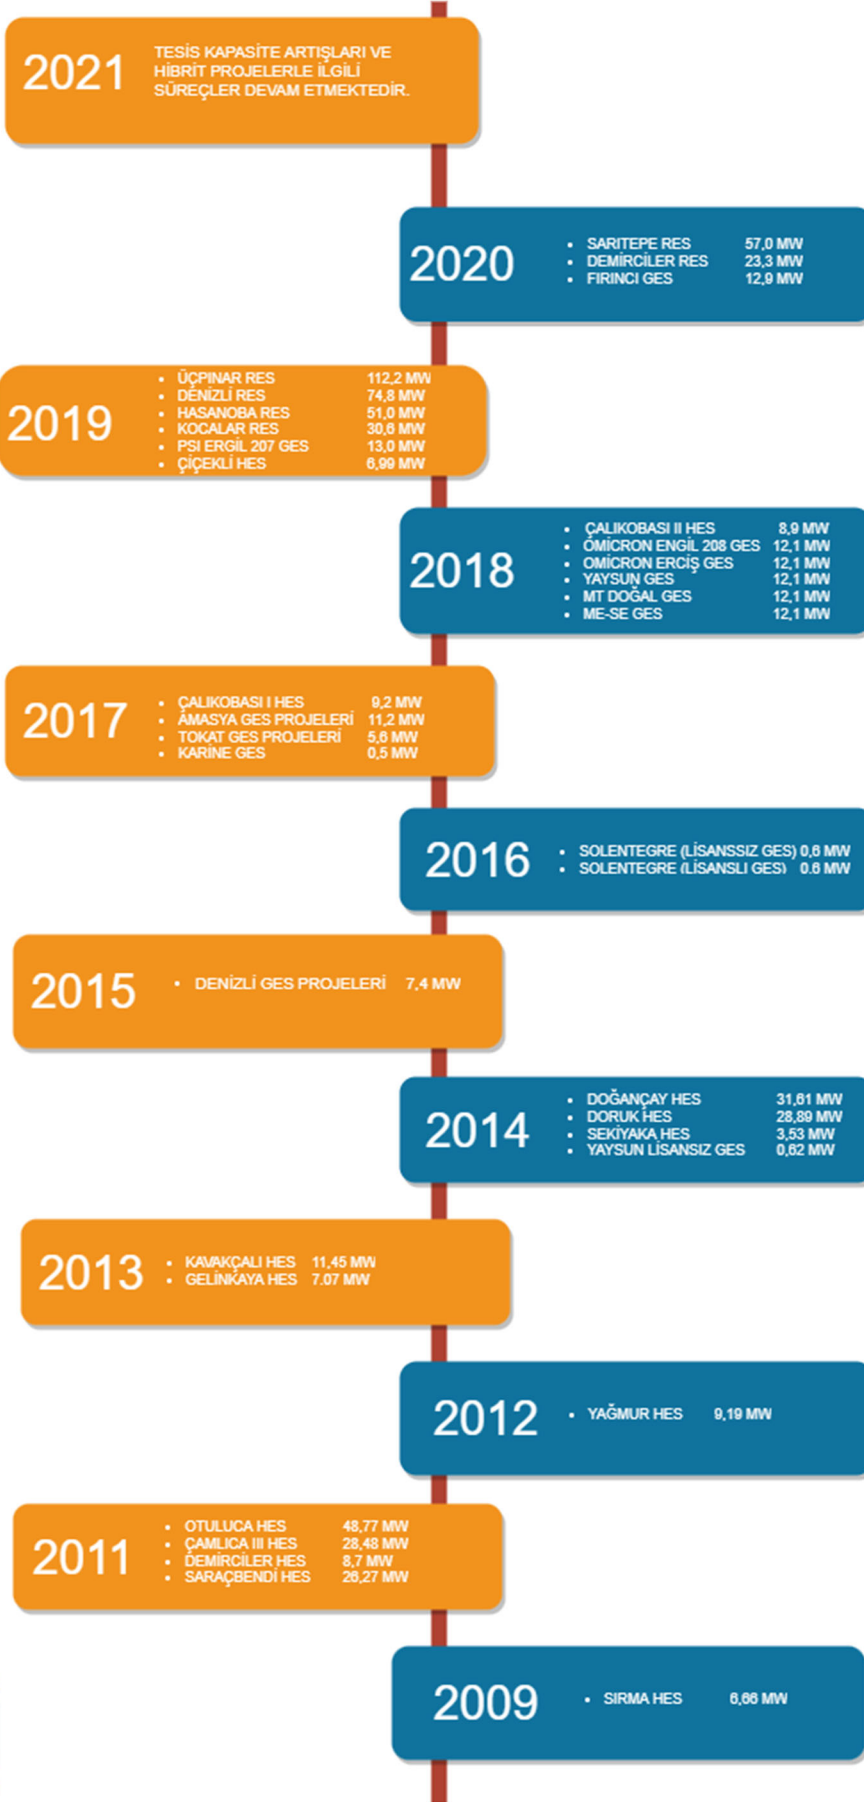 2021
TESİS KAPASİTE ARTIŞLARI VE
HİBRİT PROJELERLE İLGİLİ
SÜREÇLER DEVAM ETMEKTEDİR.
2020
• SARITEPE RES 57,0 MW
• DEMİRCİLER RES 23,3 MW
• FIRINCI GES 12,9 MW
2019
• ÜÇPINAR RES 112,2 MW
• DENİZLİ RES 74,8 MW
• HASANOBA RES 51,0 MW
• KOCALAR RES 30,6 MW
• PSI ERGİL 207 GES 13,0 MW
• ÇİÇEKLİ HES 6,99 MW
2018
• ÇALIKOBASI II HES 8,9 MW
• OMİCRON ENGİL 208 GES 12,1 MW
• OMİCRON ERCİŞ GES 12,1 MW
• YAYSUN GES 12,1 MW
• MT DOĞAL GES 12,1 MW
• ME-SE GES 12,1 MW
2017
• ÇALIKOBASI I HES 9,2 MW
• AMASYA GES PROJELERİ 11,2 MW
• TOKAT GES PROJELERİ 5,6 MW
• KARİNE GES 0,5 MW
2016
• SOLENTEGRE (LİSANSSIZ GES) 0,6 MW
• SOLENTEGRE (LİSANSLI GES) 0.6 MW
2015
• DENİZLİ GES PROJELERİ 7,4 MW
2014
• DOĞANÇAY HES 31,61 MW
• DORUK HES 28,89 MW
• SEKİYAKA HES 3,53 MW
• YAYSUN LİSANSIZ GES 0,62 MW
2013
• KAVAKÇALI HES 11,45 MW
• GELİNKAYA HES 7.07 MW
2012
• YAĞMUR HES 9,19 MW
2011
• OTULUCA HES 48,77 MW
• ÇAMLICA III HES 28,48 MW
• DEMİRCİLER HES 8,7 MW
• SARAÇBENDİ HES 26,27 MW
2009
• SIRMA HES 6,66 MW